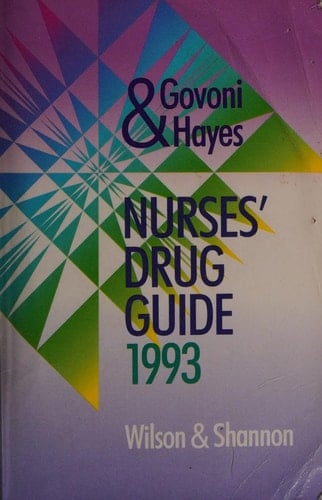 Govoni
& Hayes
NURSES'
DRUG
GUIDE
1993
Wilson & Shannon